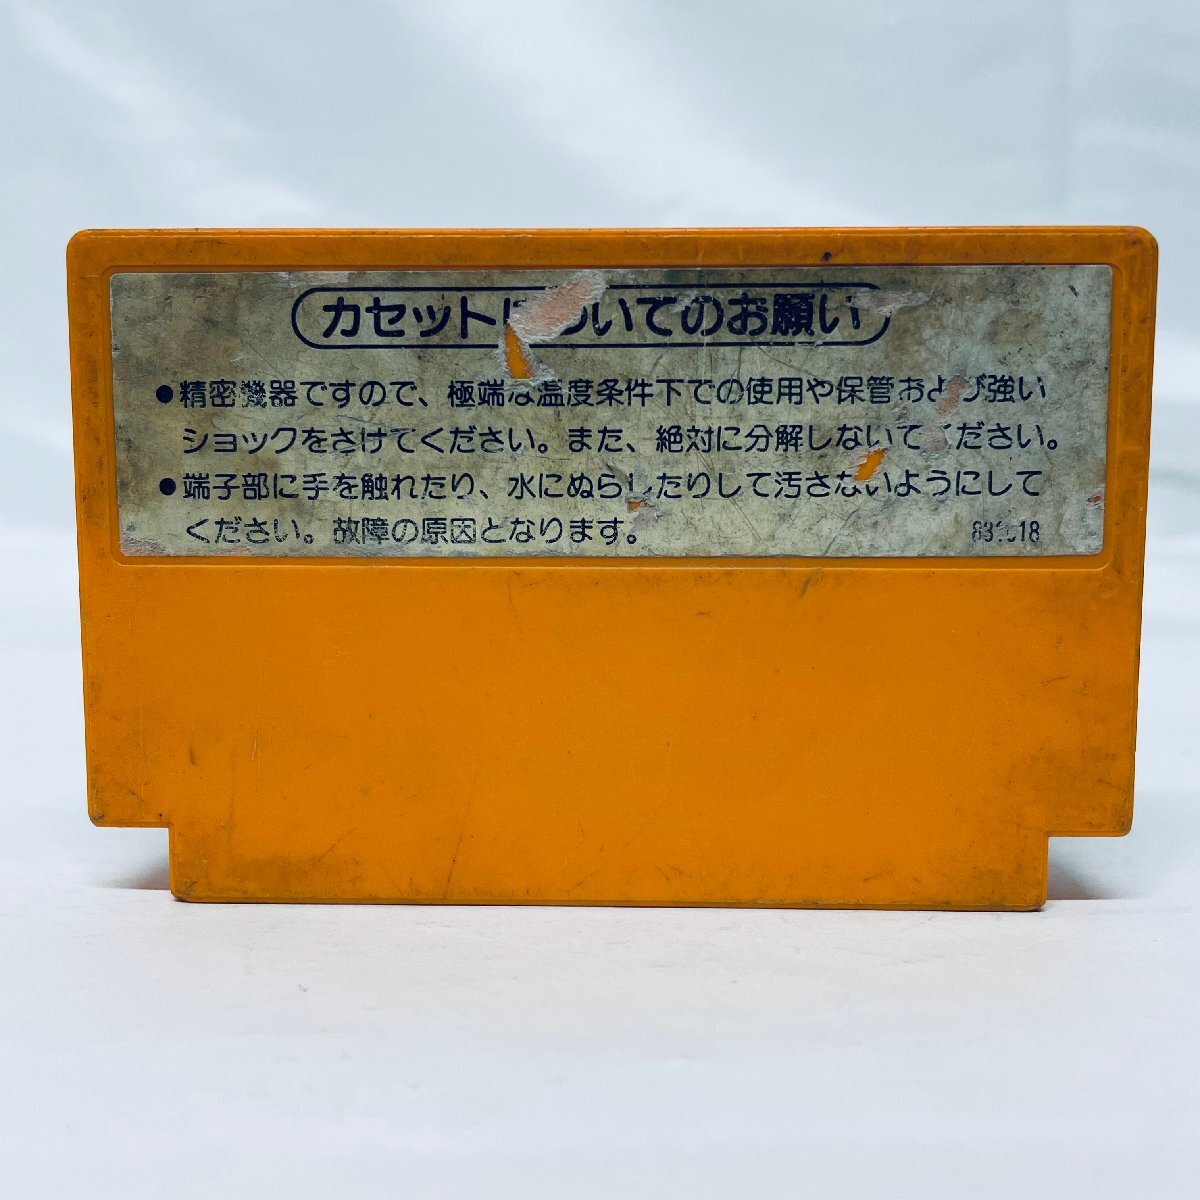 カセットについてのお願い
●精密機器ですので、極端な温度条件下での使用や保管および強い
ショックをさけてください。また、絶対に分解しないでください。
●端子部に手を触れたり、水にぬらしたりして汚さないようにして
ください。故障の原因となります。